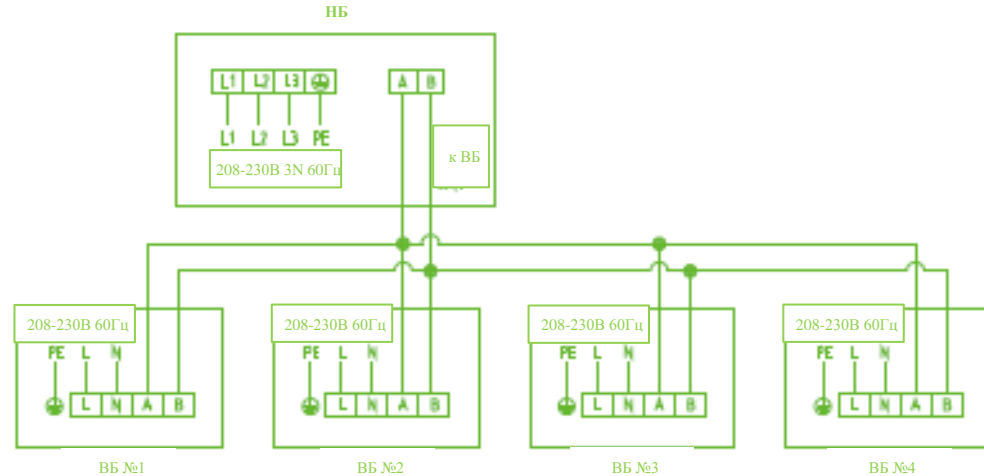 НБ
L1 L2 L3
A B
L1 L2 L3 PE
208-230В 3N 60Гц
к ВБ
208-230В 60Гц
208-230В 60Гц
208-230В 60Гц
208-230В 60Гц
PE L N
PE L N
PE L N
PE L N
L N A B
L N A B
L N A B
L N A B
ВБ №1
ВБ №2
ВБ №3
ВБ №4